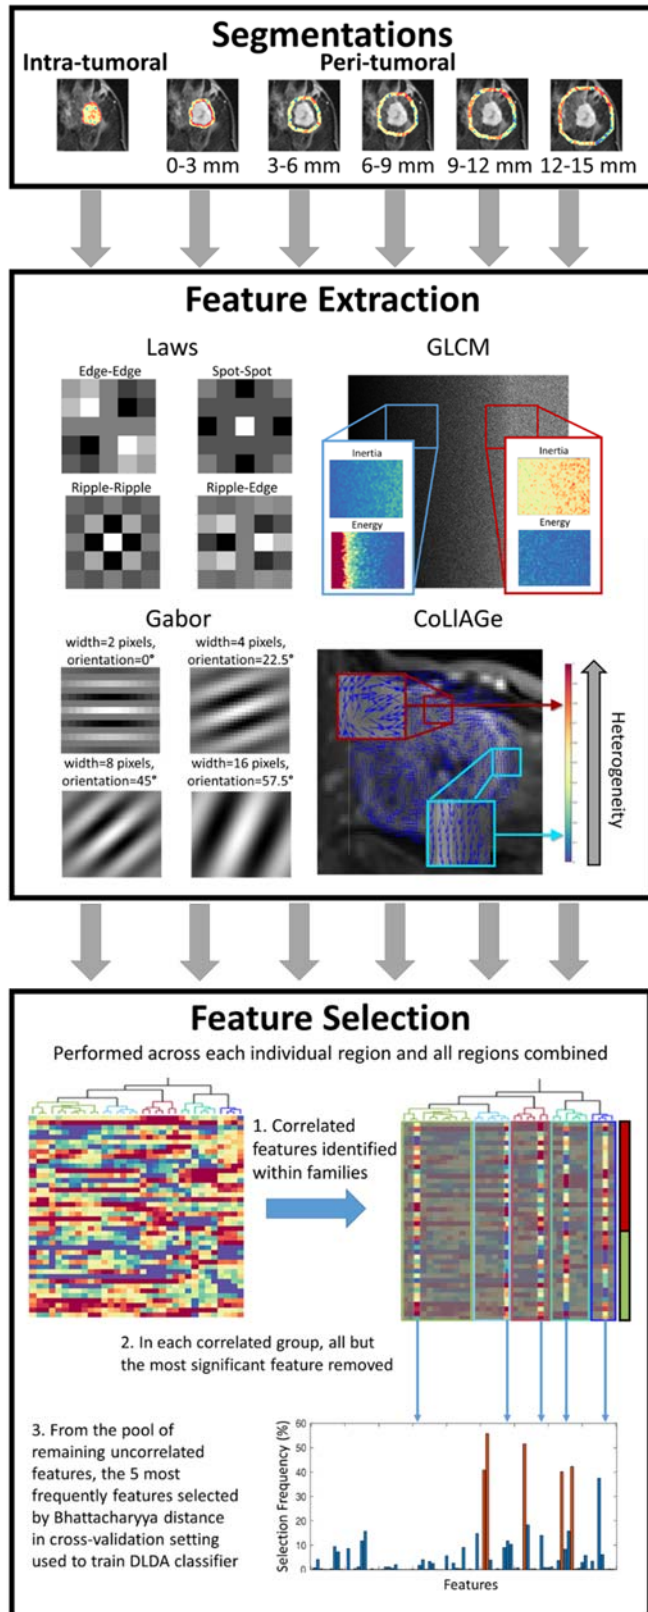 Segmentations
Intra-tumoral
Peri-tumoral
0-3 mm
3-6 mm
6-9 mm
9-12 mm
12-15 mm
Feature Extraction
Laws
GLCM
Edge-Edge
Spot-Spot
Ripple-Ripple
Ripple-Edge
Inertia
Energy
Inertia
Energy
Gabor
CoLlAGe
width=2 pixels,
orientation=0°
width=4 pixels,
orientation=22.5°
width=8 pixels,
orientation=45°
width=16 pixels,
orientation=57.5°
Heterogeneity
Feature Selection
Performed across each individual region and all regions combined
1. Correlated
features identified
within families
2. In each correlated group, all but
the most significant feature removed
3. From the pool of
remaining uncorrelated
features, the 5 most
frequently features selected
by Bhattacharyya distance
in cross-validation setting
used to train DLDA classifier
Selection Frequency (%)
60
50
40
30
20
10
0
Features